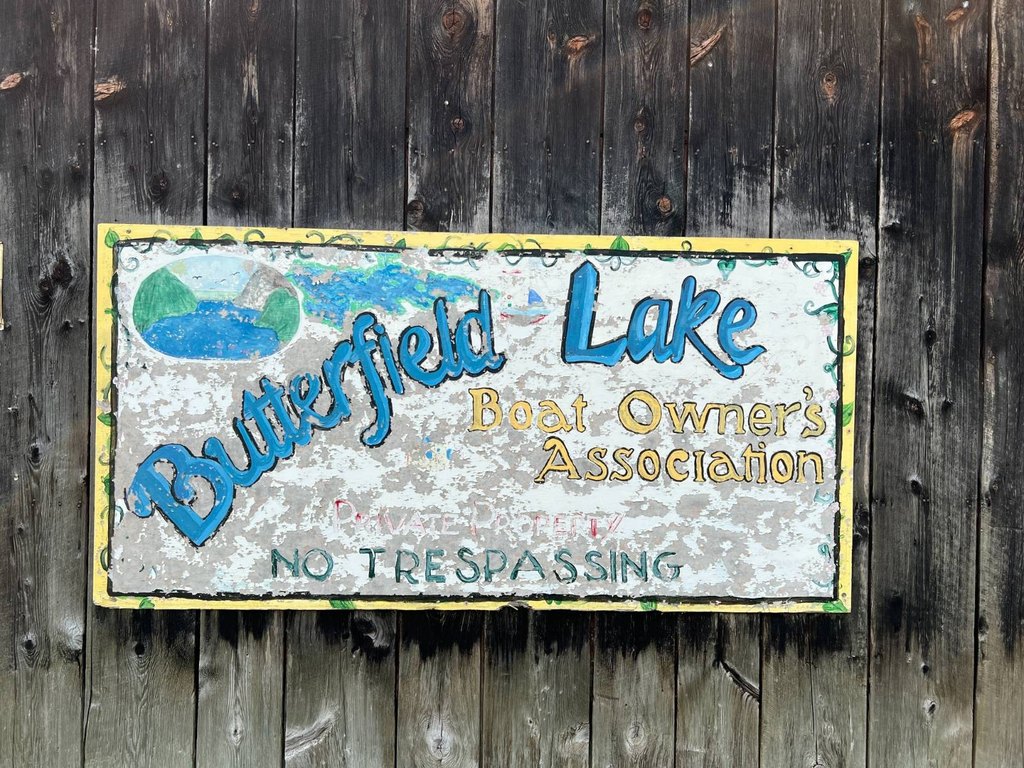 Butterfield Lake
Boat Owner's
Association
Private Property
NO TRESPASSING